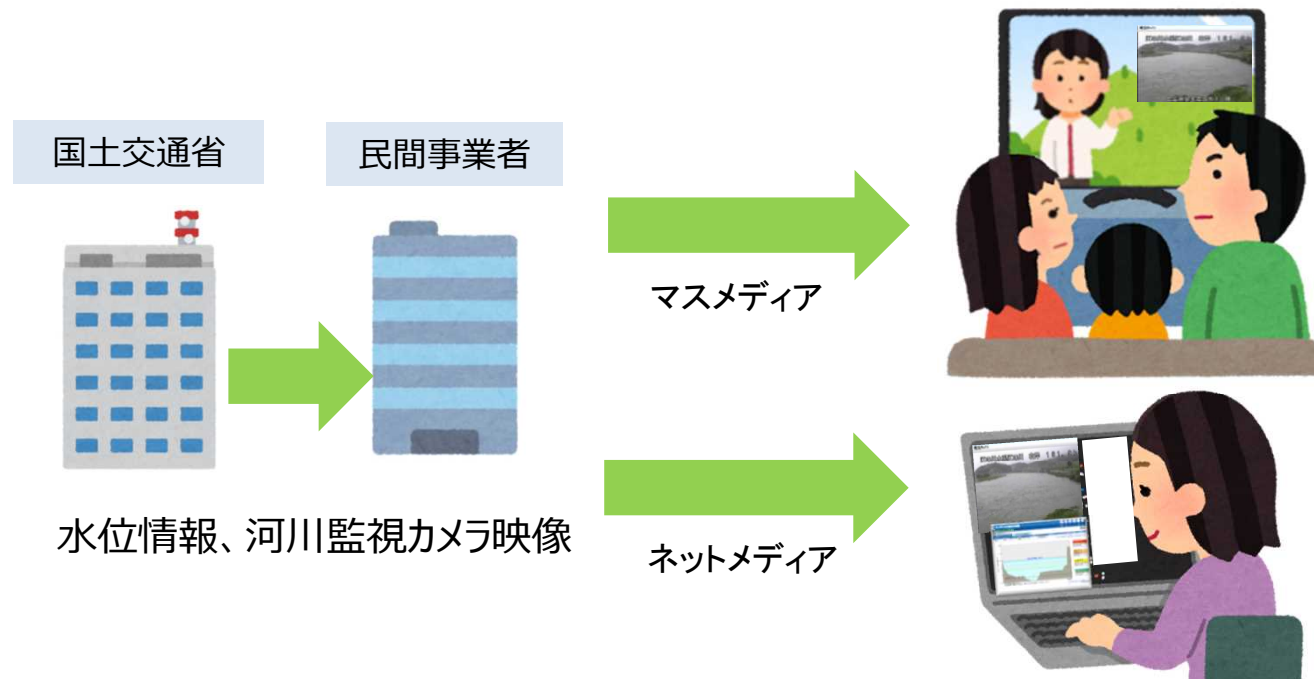 国土交通省
民間事業者
マスメディア
水位情報、河川監視カメラ映像
ネットメディア